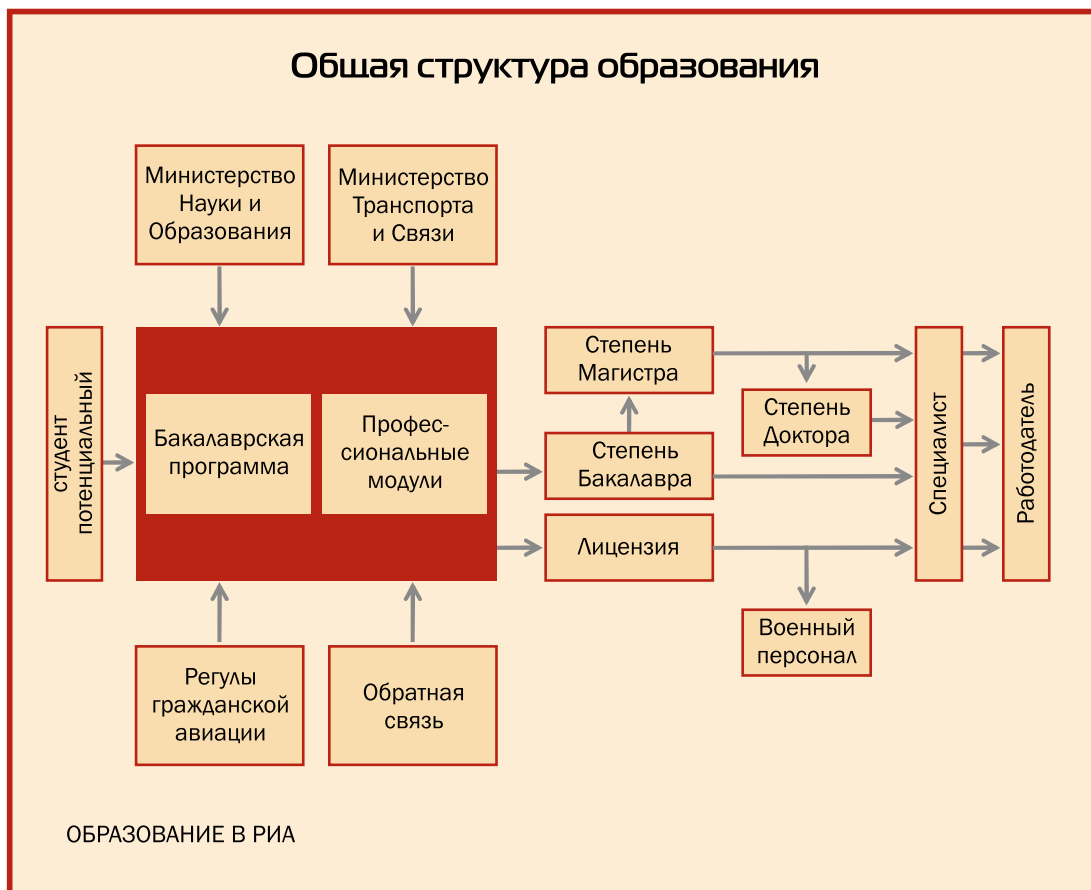 Общая структура образования
Министерство
Науки и
Образования
Министерство
Транспорта
и Связи
студент
потенциальный
Бакалаврская
программа
Профес-
сиональные
модули
Степень
Магистра
Степень
Доктора
Степень
Бакалавра
Лицензия
Военный
персонал
Специалист
Работодатель
Регулы
гражданской
авиации
Обратная
связь
ОБРАЗОВАНИЕ В РИА